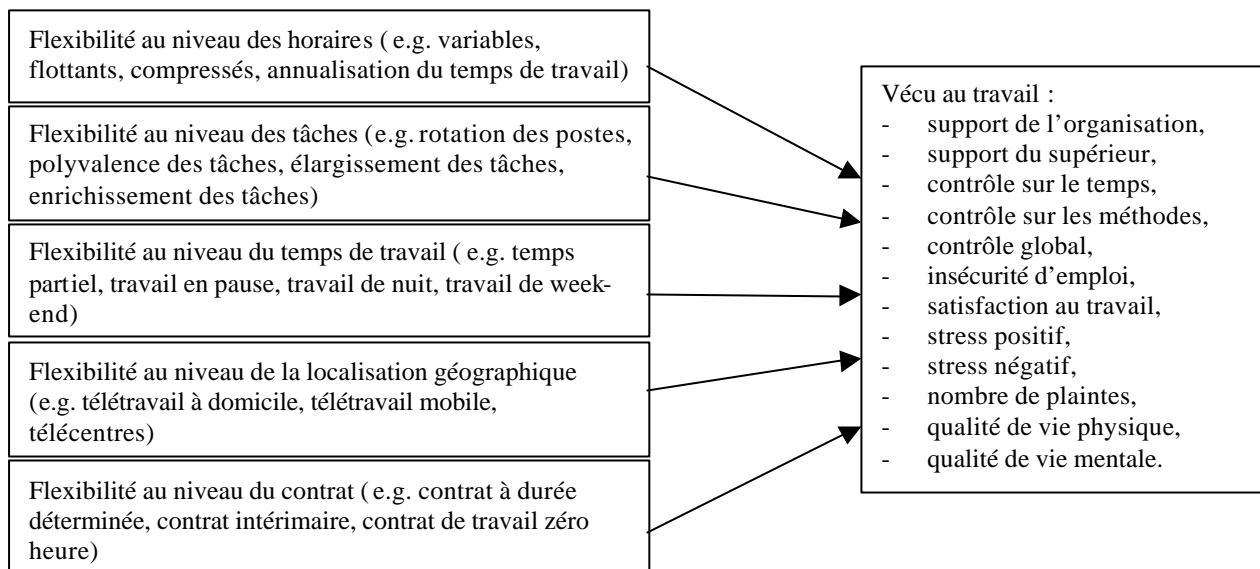 Flexibilité au niveau des horaires (e.g. variables,
flottants, compressés, annualisation du temps de travail)
Flexibilité au niveau des tâches (e.g. rotation des postes,
polyvalence des tâches, élargissement des tâches,
enrichissement des tâches)
Flexibilité au niveau du temps de travail (e.g. temps
partiel, travail en pause, travail de nuit, travail de week-
end)
Flexibilité au niveau de la localisation géographique
(e.g. télétravail à domicile, télétravail mobile,
télécentres)
Flexibilité au niveau du contrat (e.g. contrat à durée
déterminée, contrat intérimaire, contrat de travail zéro
heure)
Vécu au travail :
- support de l'organisation,
- support du supérieur,
- contrôle sur le temps,
- contrôle sur les méthodes,
- contrôle global,
- insécurité d'emploi,
- satisfaction au travail,
- stress positif,
- stress négatif,
- nombre de plaintes,
- qualité de vie physique,
- qualité de vie mentale.